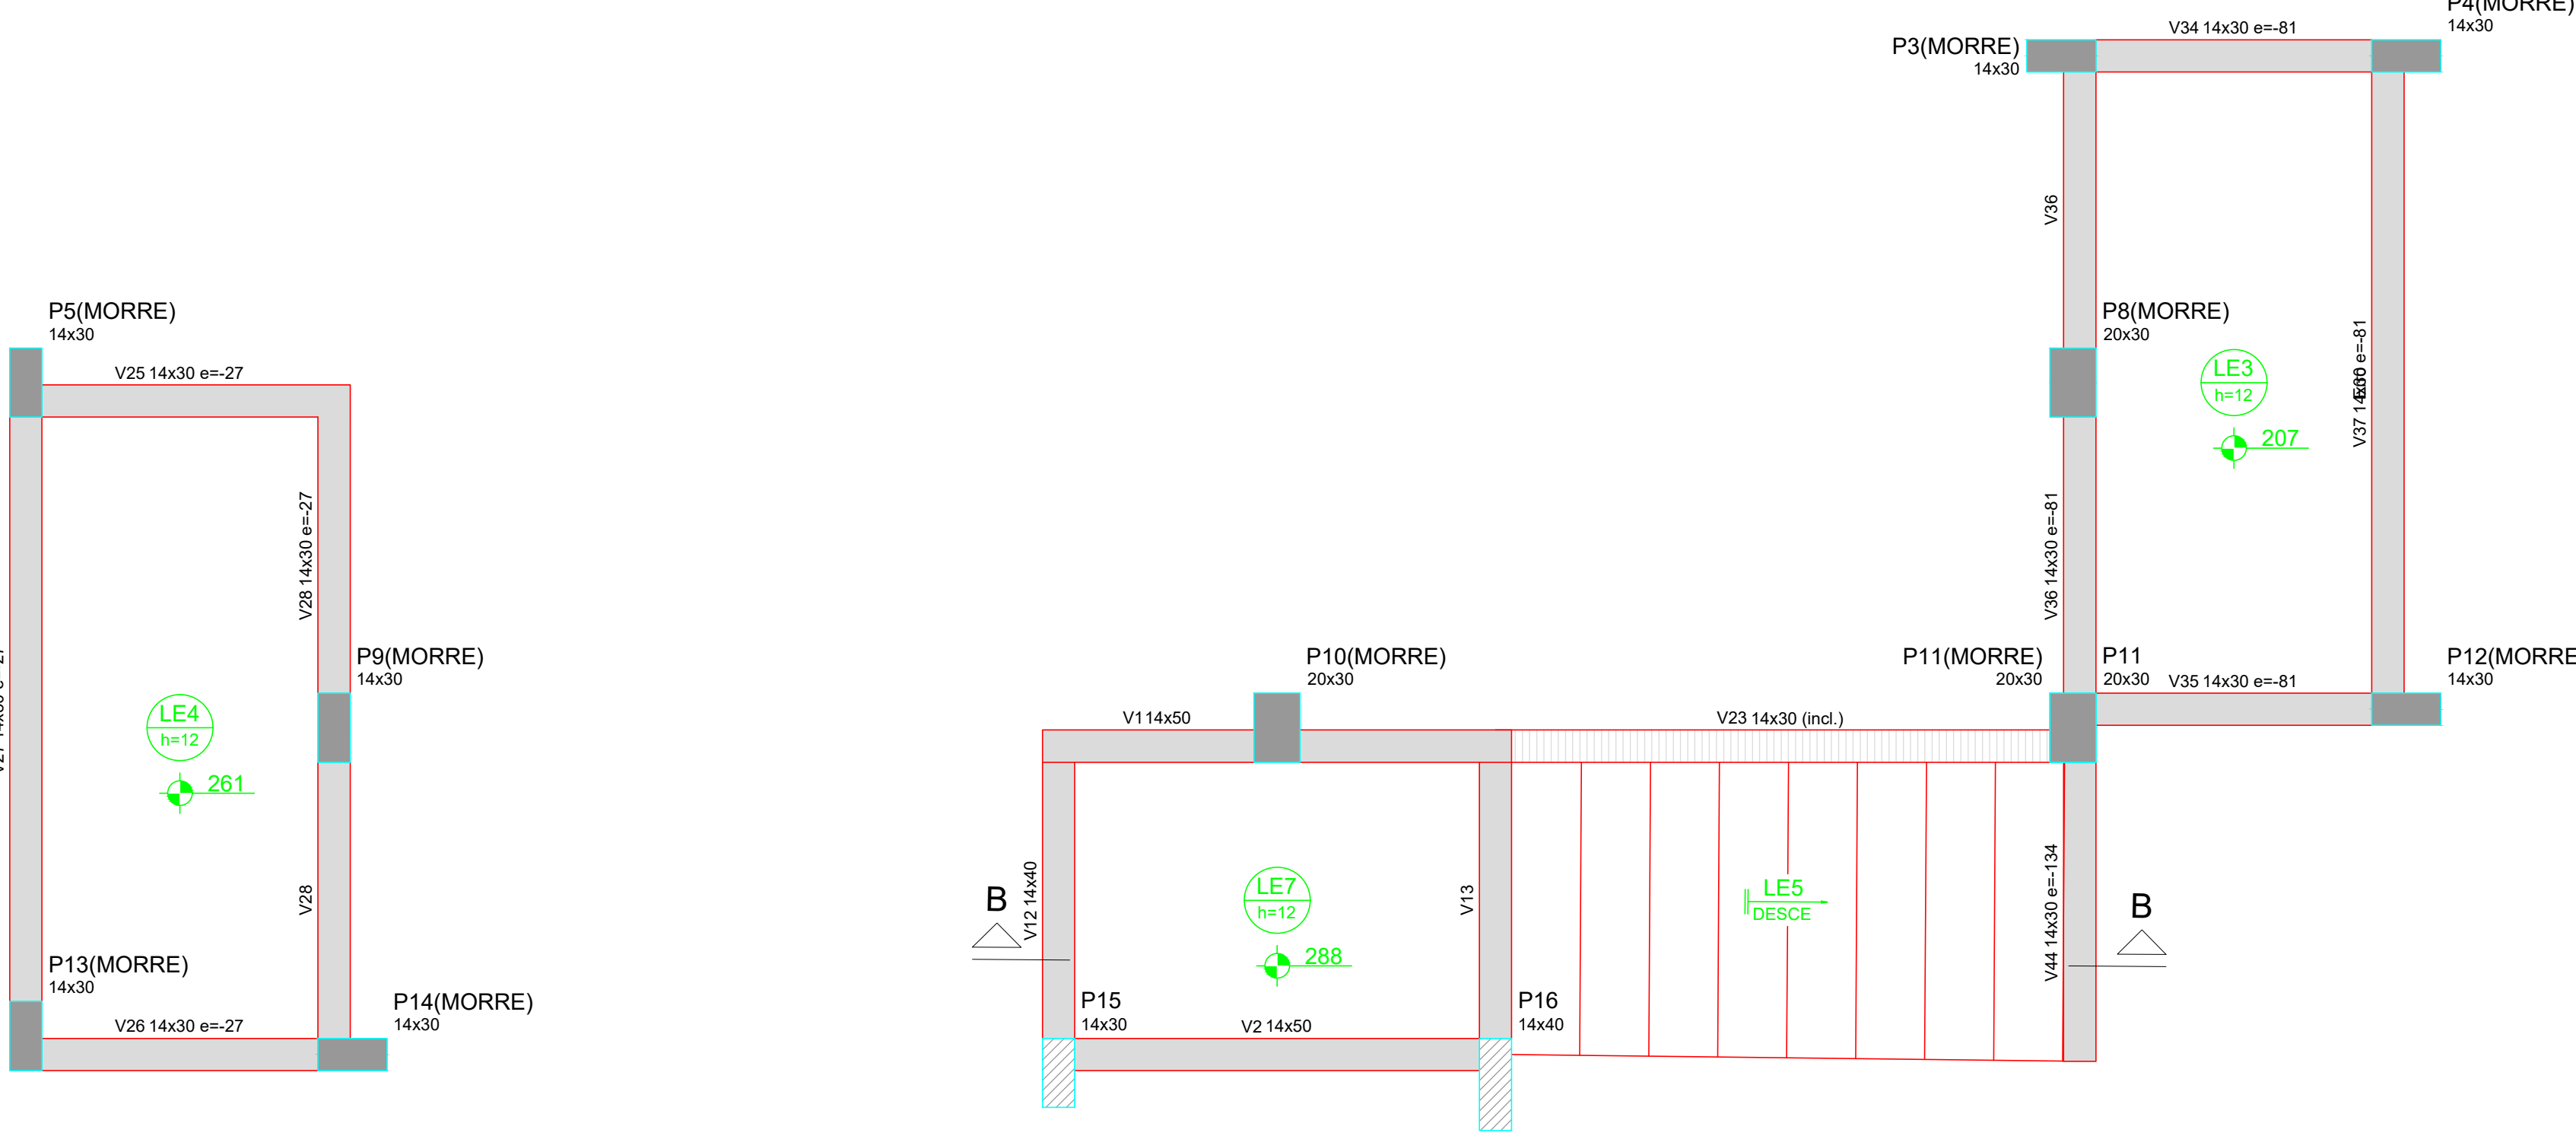 P4(MORRE)
14x30
V34 14x30 e=-81
P3(MORRE)
14x30
V36
P5(MORRE)
14x30
P8(MORRE)
20x30
LE3
h=12
207
V25 14x30 e=-27
V28 14x30 e=-27
V36 14x30 e=-81
P9(MORRE)
14x30
P10(MORRE)
20x30
P11(MORRE)
20x30
P11
20x30
V35 14x30 e=-81
P12(MORRE
14x30
LE4
h=12
261
V114x50
V23 14x30 (incl.)
V28
B
V12 14x40
LE7
h=12
288
V13
LE5
DESCE
V44 14x30 e=-134
B
P13(MORRE)
14x30
P14(MORRE)
14x30
V26 14x30 e=-27
P15
14x30
V2 14x50
P16
14x40